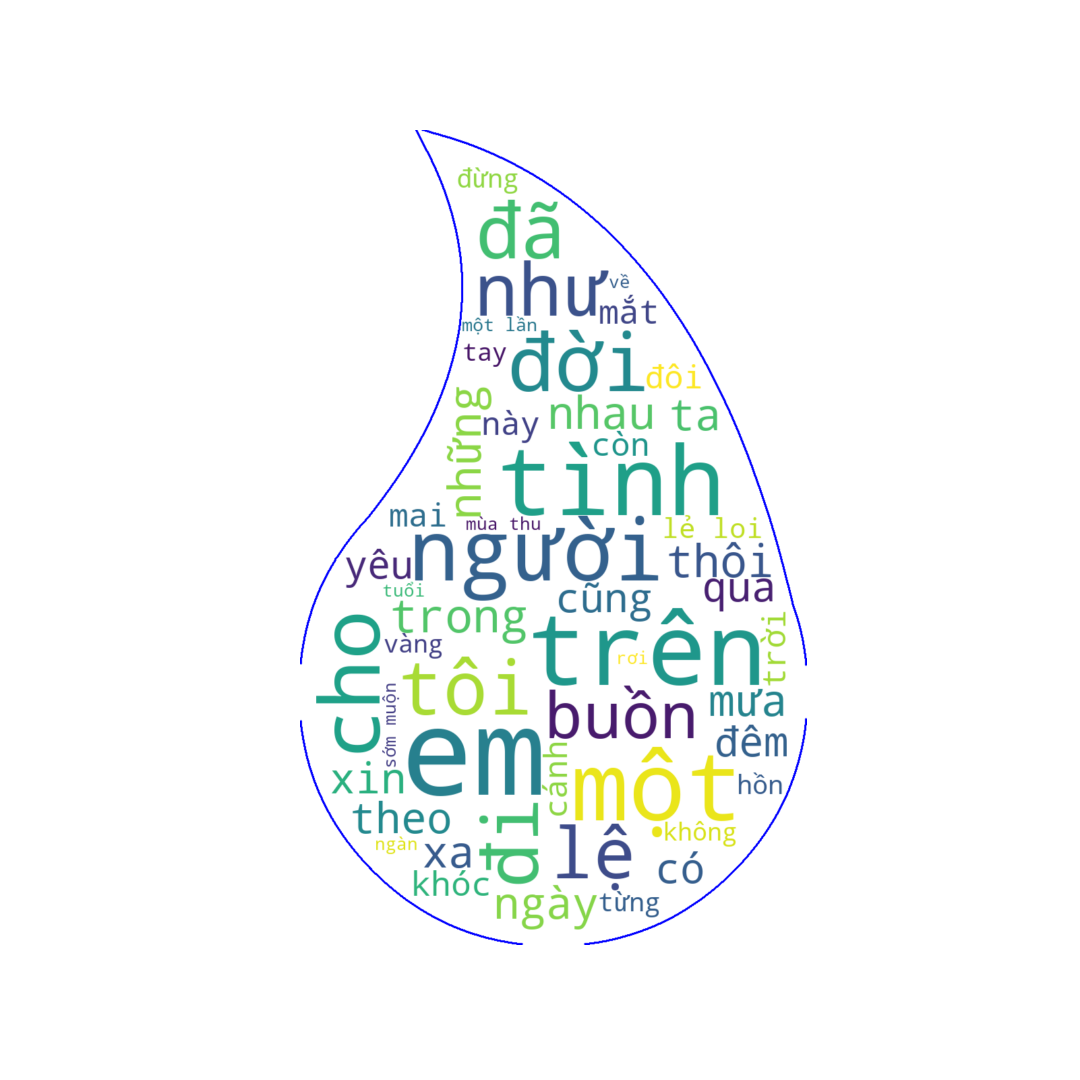 đừng
đã
như
về
mắt
một lần
tay
đời
đôi
những
này
nhau
ta
còn
tình
mai
mùa thu
người
lẻ loi
yêu
thôi
qua
tuổi
cũng
cho
trong
trên
trời
vàng
rơi
tôi
sớm muộn
buồn
mưa
em
đêm
cánh
một
xin
hồn
theo
đi
lệ
không
ngàn
xa
có
khóc
ngày
từng